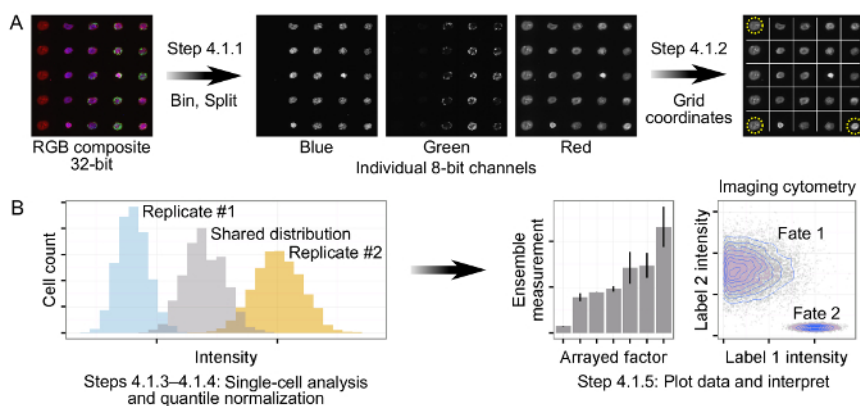 A
Step 4.1.1
Bin, Split
Step 4.1.2
Grid
coordinates
RGB composite
32-bit
Blue
Green
Red
Individual 8-bit channels
B
Cell count
Replicate #1
Shared distribution
Replicate #2
Intensity
Steps 4.1.3–4.1.4: Single-cell analysis
and quantile normalization
Ensemble
measurement
Arrayed factor
Imaging cytometry
Label 2 intensity
Fate 1
Fate 2
Label 1 intensity
Step 4.1.5: Plot data and interpret